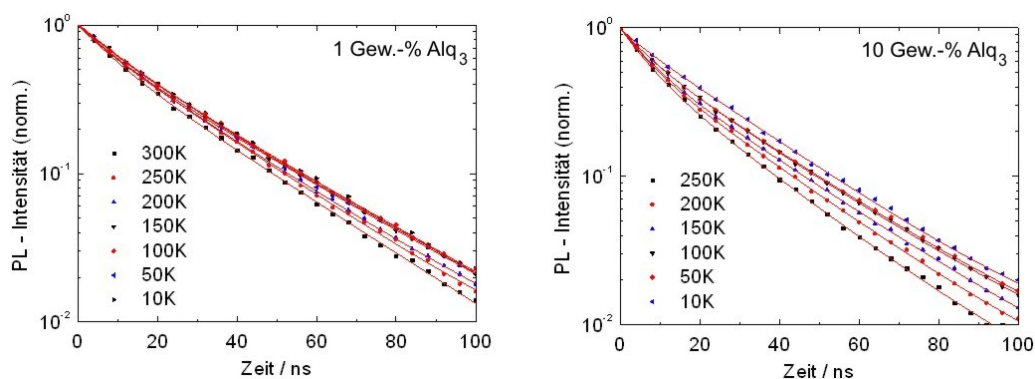 PL - Intensität (norm.)
10⁰
10⁻¹
10⁻²
1 Gew.-% Alq₃
300K
250K
200K
150K
100K
50K
10K
0 20 40 60 80 100
Zeit / ns
PL - Intensität (norm.)
10⁰
10⁻¹
10⁻²
10 Gew.-% Alq₃
250K
200K
150K
100K
50K
10K
0 20 40 60 80 100
Zeit / ns